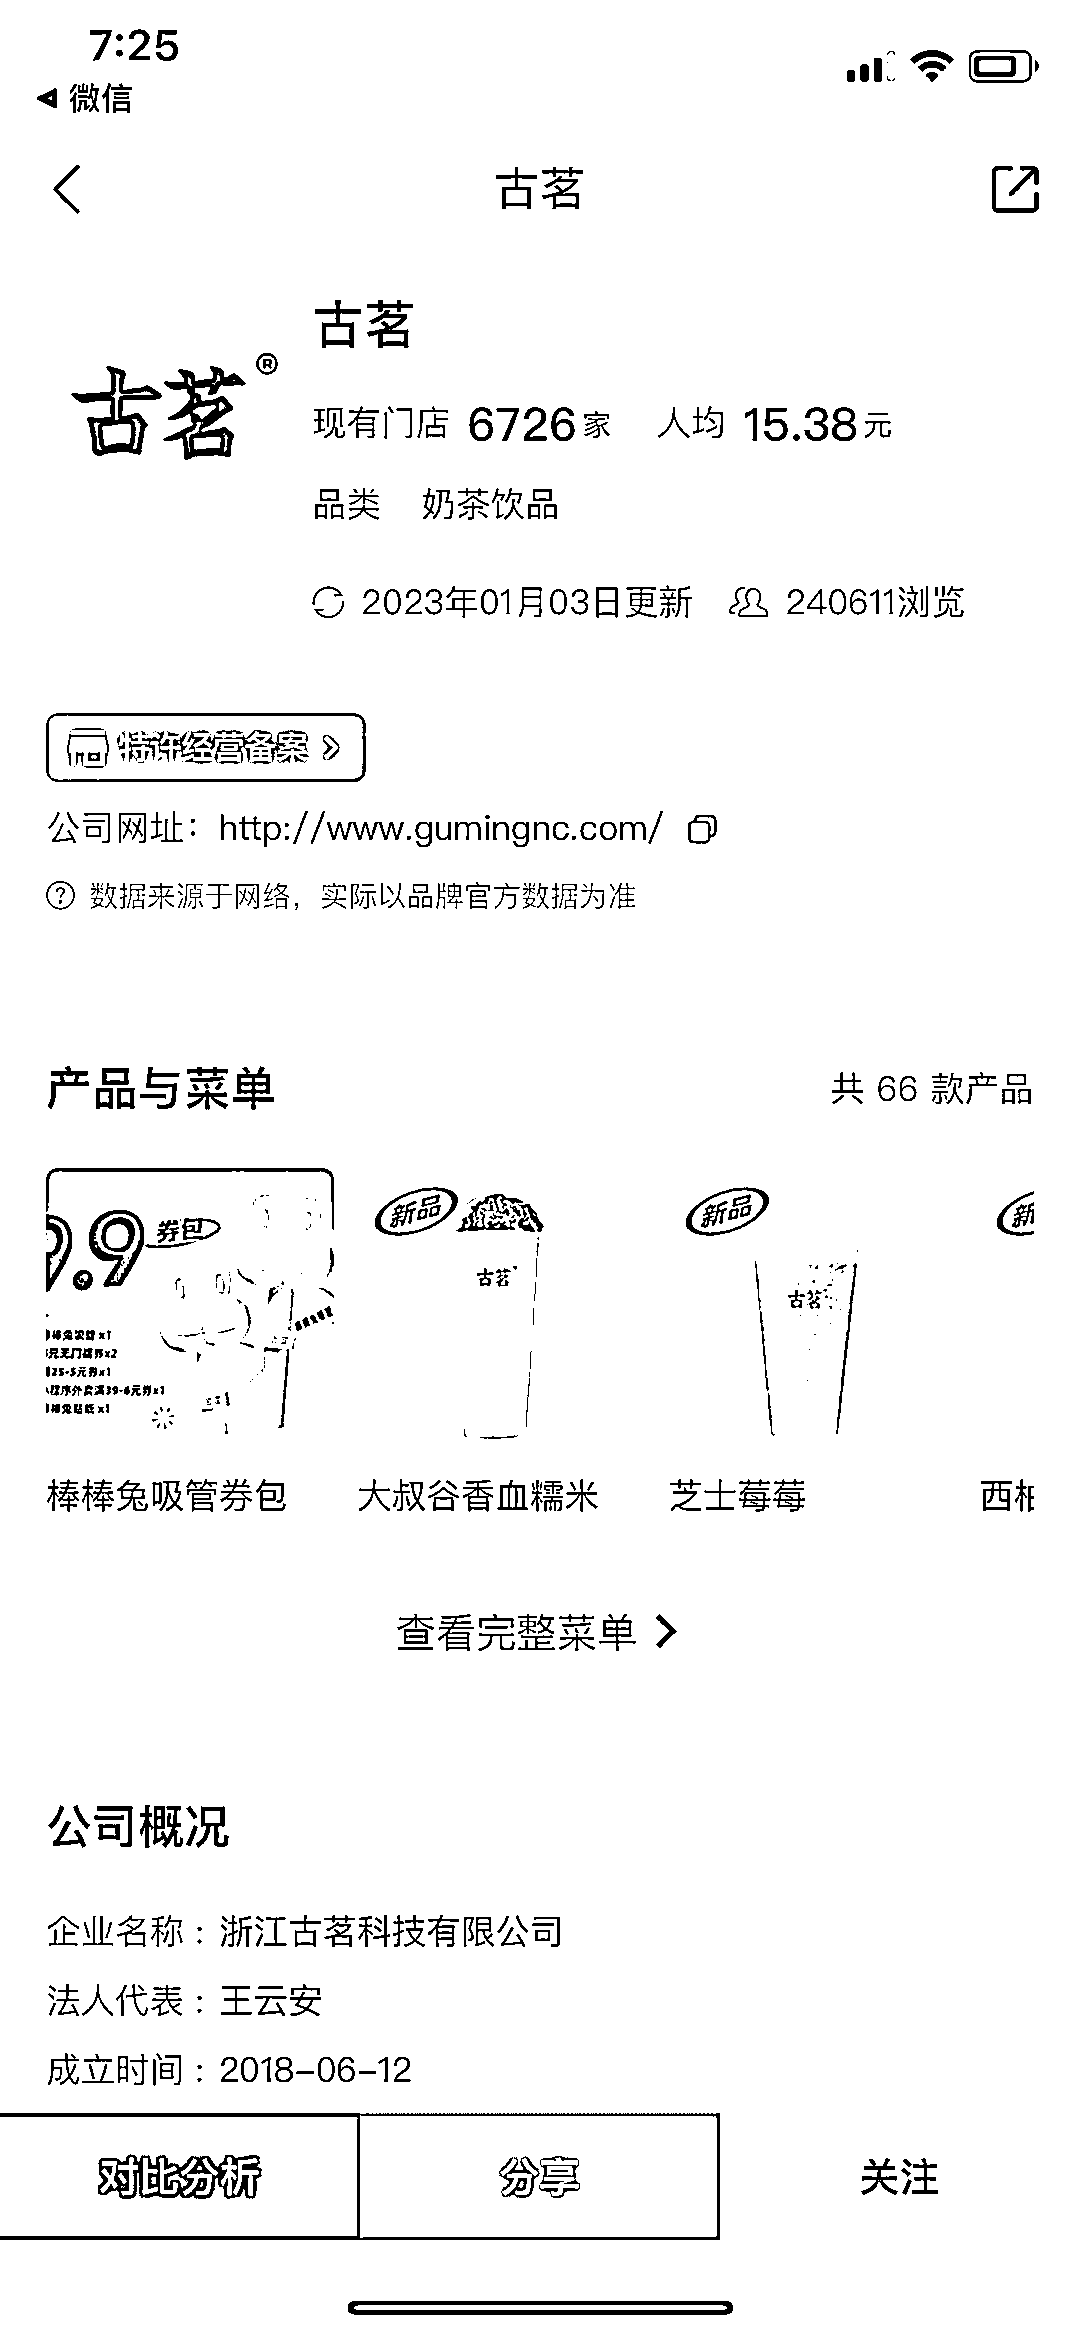 7:25
微信
古茗
古茗
古茗®
现有门店 6726家 人均 15.38元
品类 奶茶饮品
2023年01月03日更新 240611浏览
特许经营备案
公司网址：http://www.gumingnc.com/
数据来源于网络，实际以品牌官方数据为准
产品与菜单 共 66 款产品
9.9 券包
新品
古茗
新品
古茗
棒棒兔吸管券包 大叔谷香血糯米 芝士莓莓 西柚
查看完整菜单
公司概况
企业名称：浙江古茗科技有限公司
法人代表：王云安
成立时间：2018-06-12
对比分析 分享 关注